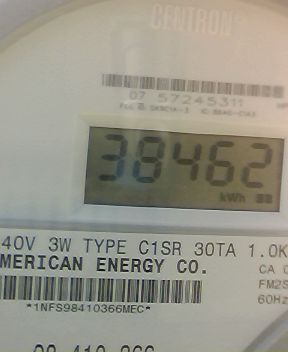 CENTRON
07 57245311
38462
kWh
40V 3W TYPE C1SR 30TA 1.0K
MERICAN ENERGY CO.
CA 0
FM2S
*1NFS98410366MEC*
60Hz